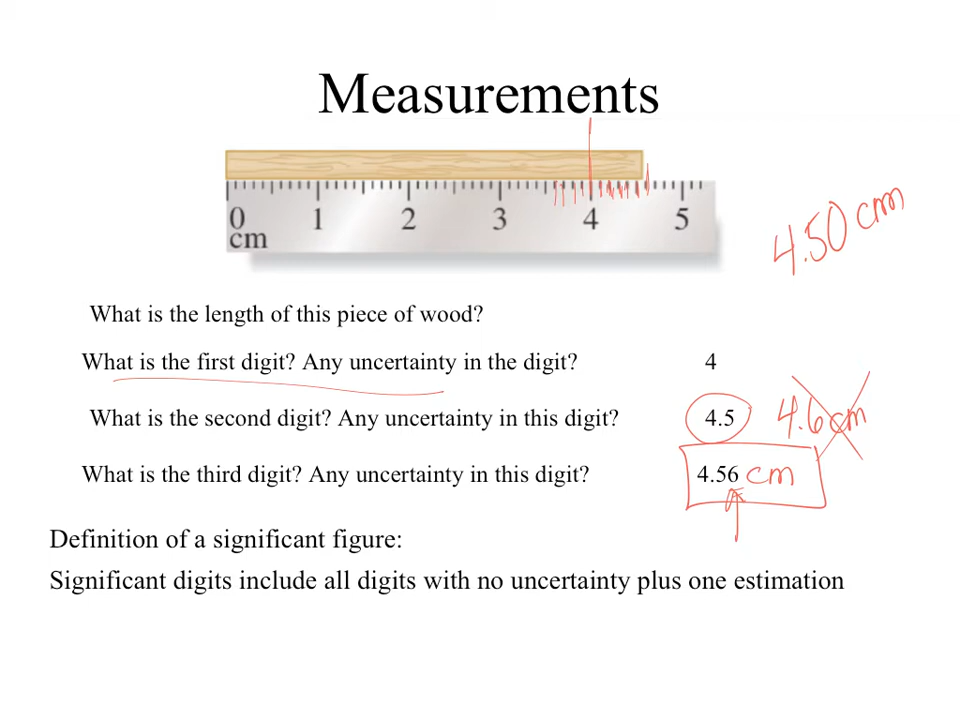 Measurements
0 1 2 3 4 5
cm
4.50 cm
What is the length of this piece of wood?
What is the first digit? Any uncertainty in the digit? 4
What is the second digit? Any uncertainty in this digit? 4.5 4.6 cm
What is the third digit? Any uncertainty in this digit? 4.56 cm
Definition of a significant figure:
Significant digits include all digits with no uncertainty plus one estimation